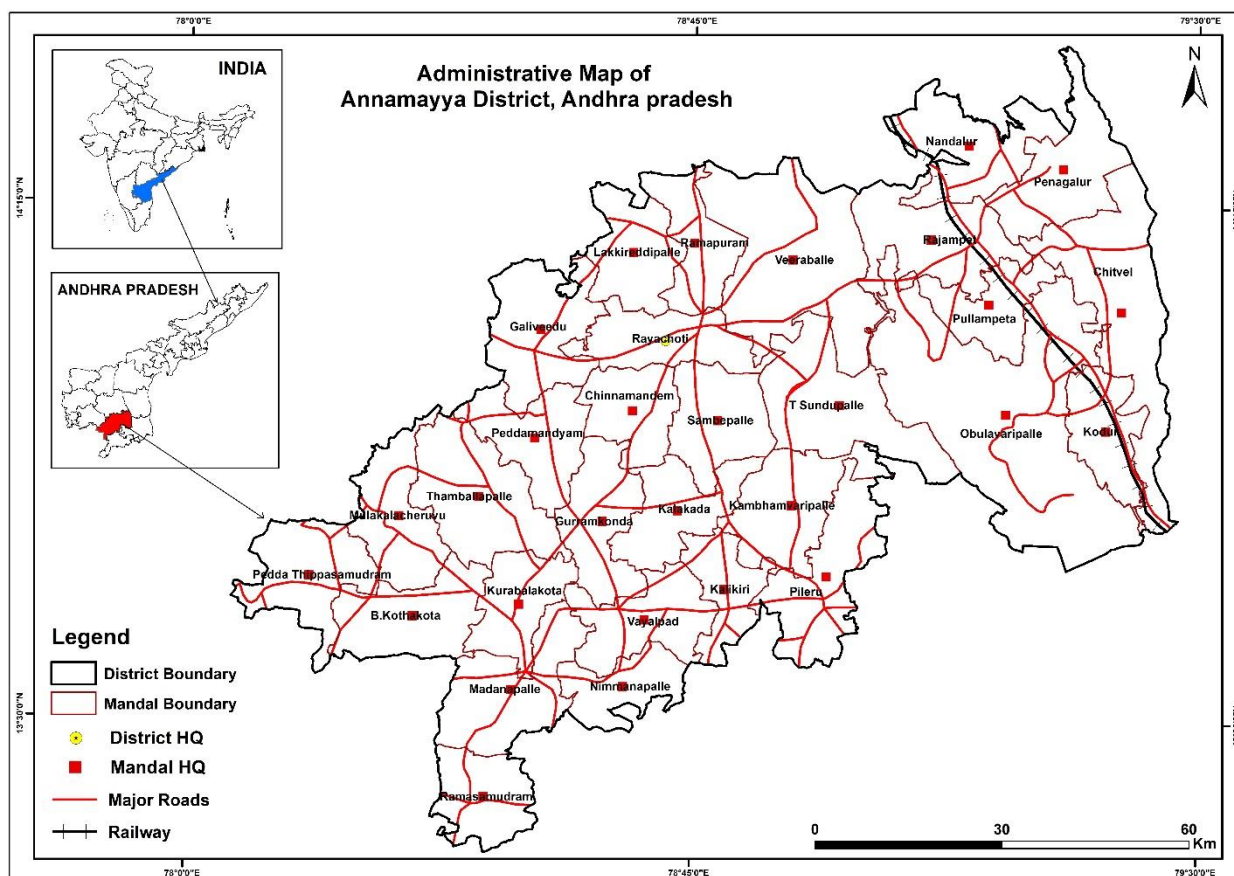 78°0'0"E
78°45'0"E
79°30'0"E
INDIA
Administrative Map of
Annamayya District, Andhra pradesh
N
14°15'0"N
ANDHRA PRADESH
Nandalur
Penagalur
Rajampet
Ramapuram
Lakkireddipalle
Veeraballe
Chitvel
Pullampeta
Galiveedu
Rayachoti
Chinnamandem
T Sundupalle
Sambepalle
Peddamandyam
Obulavaripalle
Kodur
Thamballapalle
Kambhamvaripalle
Kalakada
Mulakalacheruvu
Gurramkonda
Pedda Thippasamudram
Kurabalakota
Kalikiri
Pileru
B.Kothakota
Vayalpad
Madanapalle
Nimmanapalle
Ramasamudram
Legend
District Boundary
Mandal Boundary
District HQ
Mandal HQ
Major Roads
Railway
13°30'0"N
0 30 60
Km
78°0'0"E
78°45'0"E
79°30'0"E